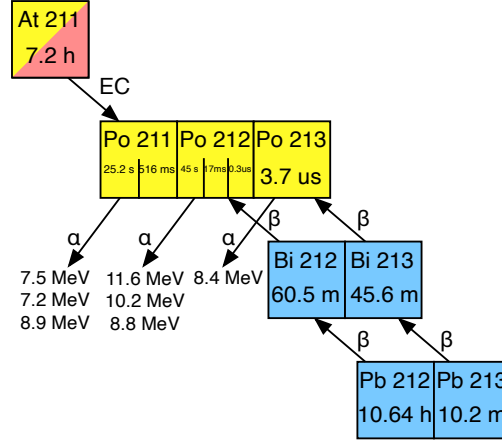 At 211
7.2 h
EC
Po 211 Po 212 Po 213
25.2 s 516 ms 45 s 17ms 0.3us 3.7 us
α α α β β
7.5 MeV 11.6 MeV 8.4 MeV
7.2 MeV 10.2 MeV
8.9 MeV 8.8 MeV
Bi 212 Bi 213
60.5 m 45.6 m
β β
Pb 212 Pb 213
10.64 h 10.2 m